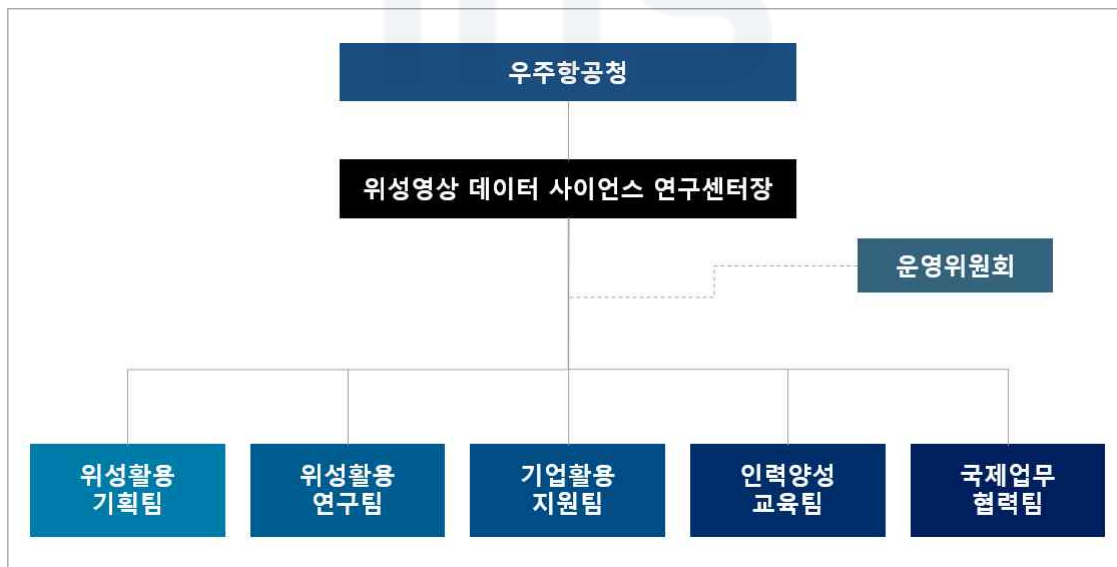 우주항공청
위성영상 데이터 사이언스 연구센터장
운영위원회
위성활용
기획팀
위성활용
연구팀
기업활용
지원팀
인력양성
교육팀
국제업무
협력팀